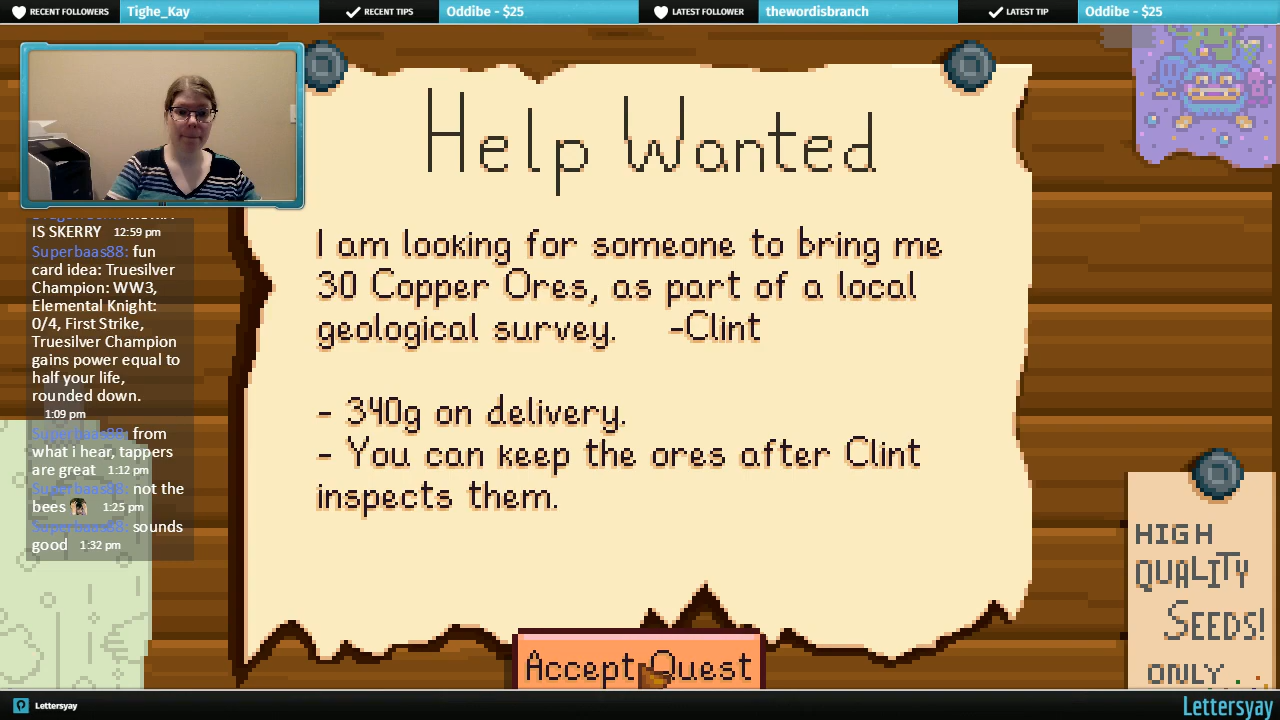 RECENT FOLLOWERS
Tighe_Kay
RECENT TIPS
Oddibe - $25
LATEST FOLLOWER
thewordisbranch
LATEST TIP
Oddibe - $25
Help Wanted
I am looking for someone to bring me
30 Copper Ores, as part of a local
geological survey. -Clint
- 340g on delivery.
- You can keep the ores after Clint
inspects them.
Accept Quest
IS SKERRY 12:59 pm
Superbaas88: fun
card idea: Truesilver
Champion: WW3,
Elemental Knight:
0/4, First Strike,
Truesilver Champion
gains power equal to
half your life,
rounded down.
1:09 pm
Superbaas88: from
what i hear, tappers
are great 1:12 pm
Superbaas88: not the
bees 1:25 pm
Superbaas88: sounds
good 1:32 pm
HIGH
QUALITY
SEEDS!
ONLY . .
Lettersyay
Lettersyay